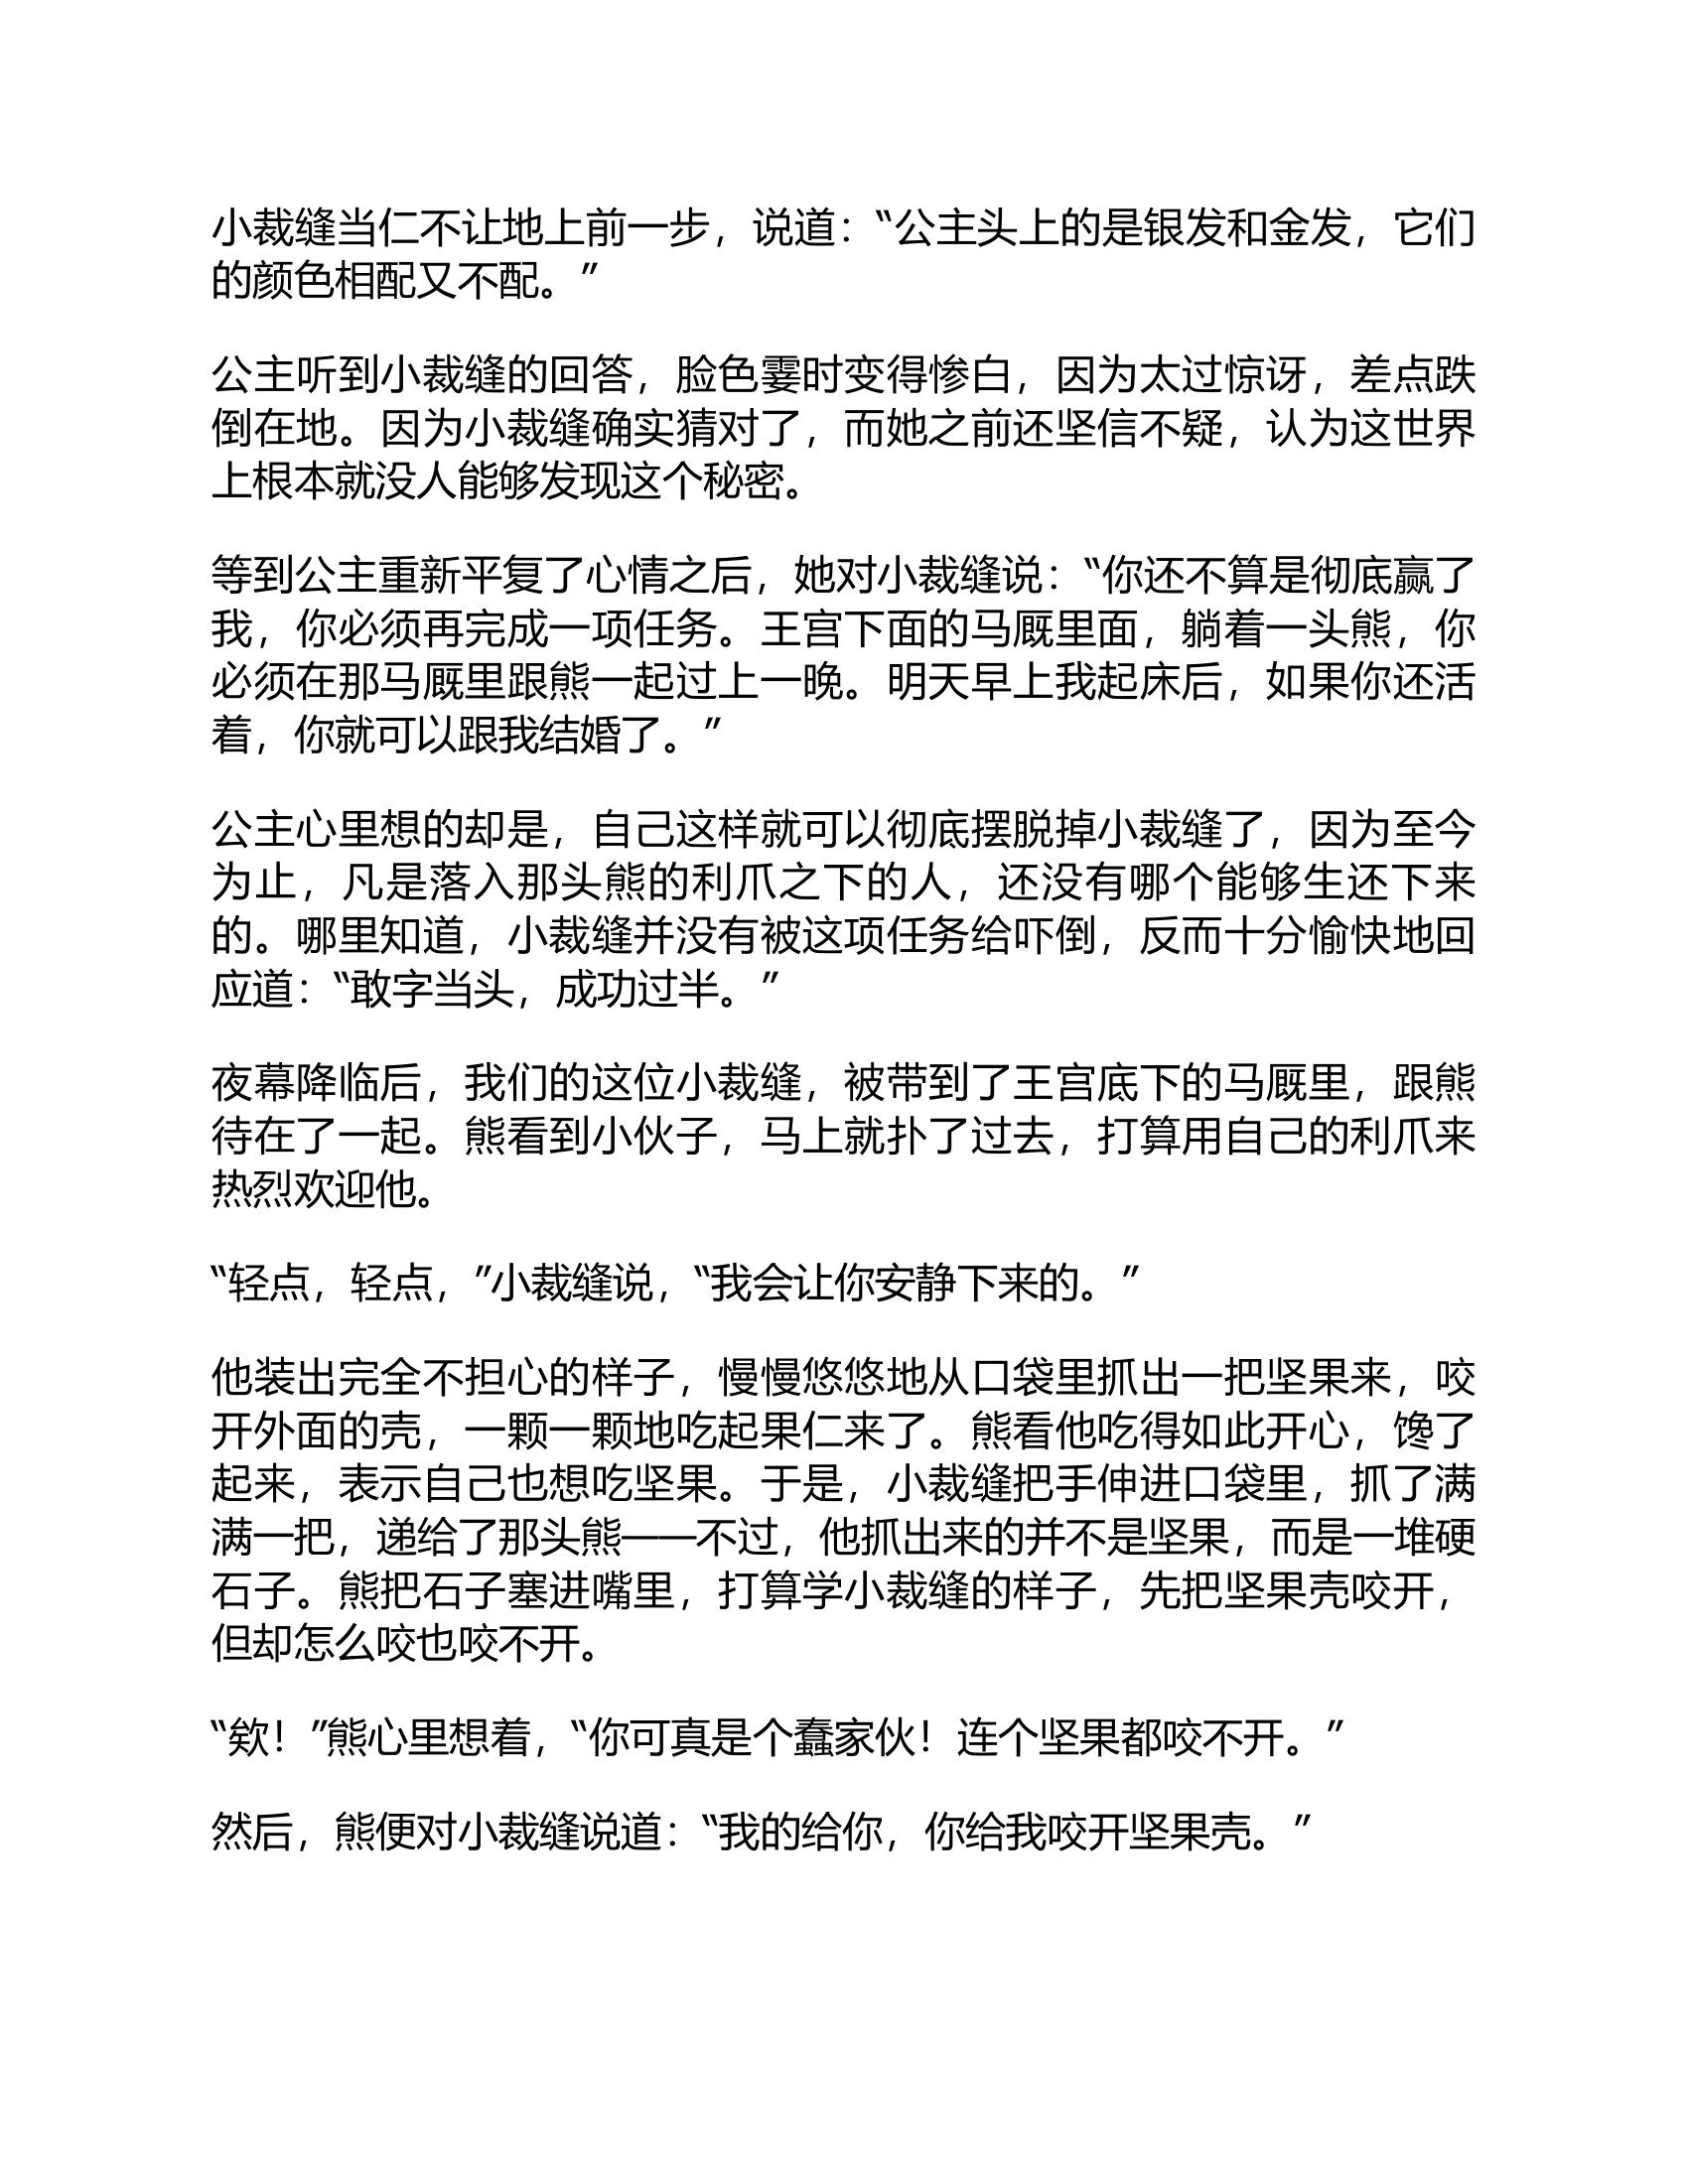 小裁缝当仁不让地上前一步，说道：“公主头上的是银发和金发，它们
的颜色相配又不配。”
公主听到小裁缝的回答，脸色霎时变得惨白，因为太过惊讶，差点跌
倒在地。因为小裁缝确实猜对了，而她之前还坚信不疑，认为这世界
上根本就没人能够发现这个秘密。
等到公主重新平复了心情之后，她对小裁缝说：“你还不算是彻底赢了
我，你必须再完成一项任务。王宫下面的马厩里面，躺着一头熊，你
必须在那马厩里跟熊一起过上一晚。明天早上我起床后，如果你还活
着，你就可以跟我结婚了。”
公主心里想的却是，自己这样就可以彻底摆脱掉小裁缝了，因为至今
为止，凡是落入那头熊的利爪之下的人，还没有哪个能够生还下来
的。哪里知道，小裁缝并没有被这项任务给吓倒，反而十分愉快地回
应道：“敢字当头，成功过半。”
夜幕降临后，我们的这位小裁缝，被带到了王宫底下的马厩里，跟熊
待在了一起。熊看到小伙子，马上就扑了过去，打算用自己的利爪来
热烈欢迎他。
“轻点，轻点，”小裁缝说，“我会让你安静下来的。”
他装出完全不担心的样子，慢慢悠悠地从口袋里抓出一把坚果来，咬
开外面的壳，一颗一颗地吃起果仁来了。熊看他吃得如此开心，馋了
起来，表示自己也想吃坚果。于是，小裁缝把手伸进口袋里，抓了满
满一把，递给了那头熊——不过，他抓出来的并不是坚果，而是一堆硬
石子。熊把石子塞进嘴里，打算学小裁缝的样子，先把坚果壳咬开，
但却怎么咬也咬不开。
“欸！”熊心里想着，“你可真是个蠢家伙！连个坚果都咬不开。”
然后，熊便对小裁缝说道：“我的给你，你给我咬开坚果壳。”